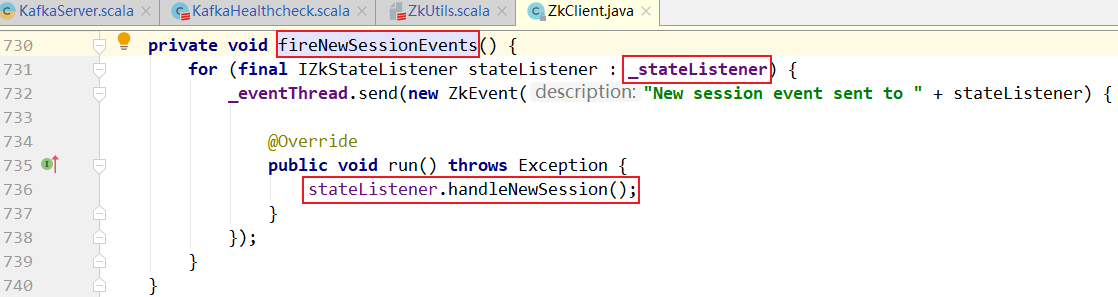 KafkaServer.scala KafkaHealthcheck.scala ZkUtils.scala ZkClient.java
730 private void fireNewSessionEvents() {
731 for (final IZkStateListener stateListener : _stateListener) {
732 _eventThread.send(new ZkEvent( description: "New session event sent to " + stateListener) {
733
734 @Override
735 public void run() throws Exception {
736 stateListener.handleNewSession();
737 }
738 });
739 }
740 }